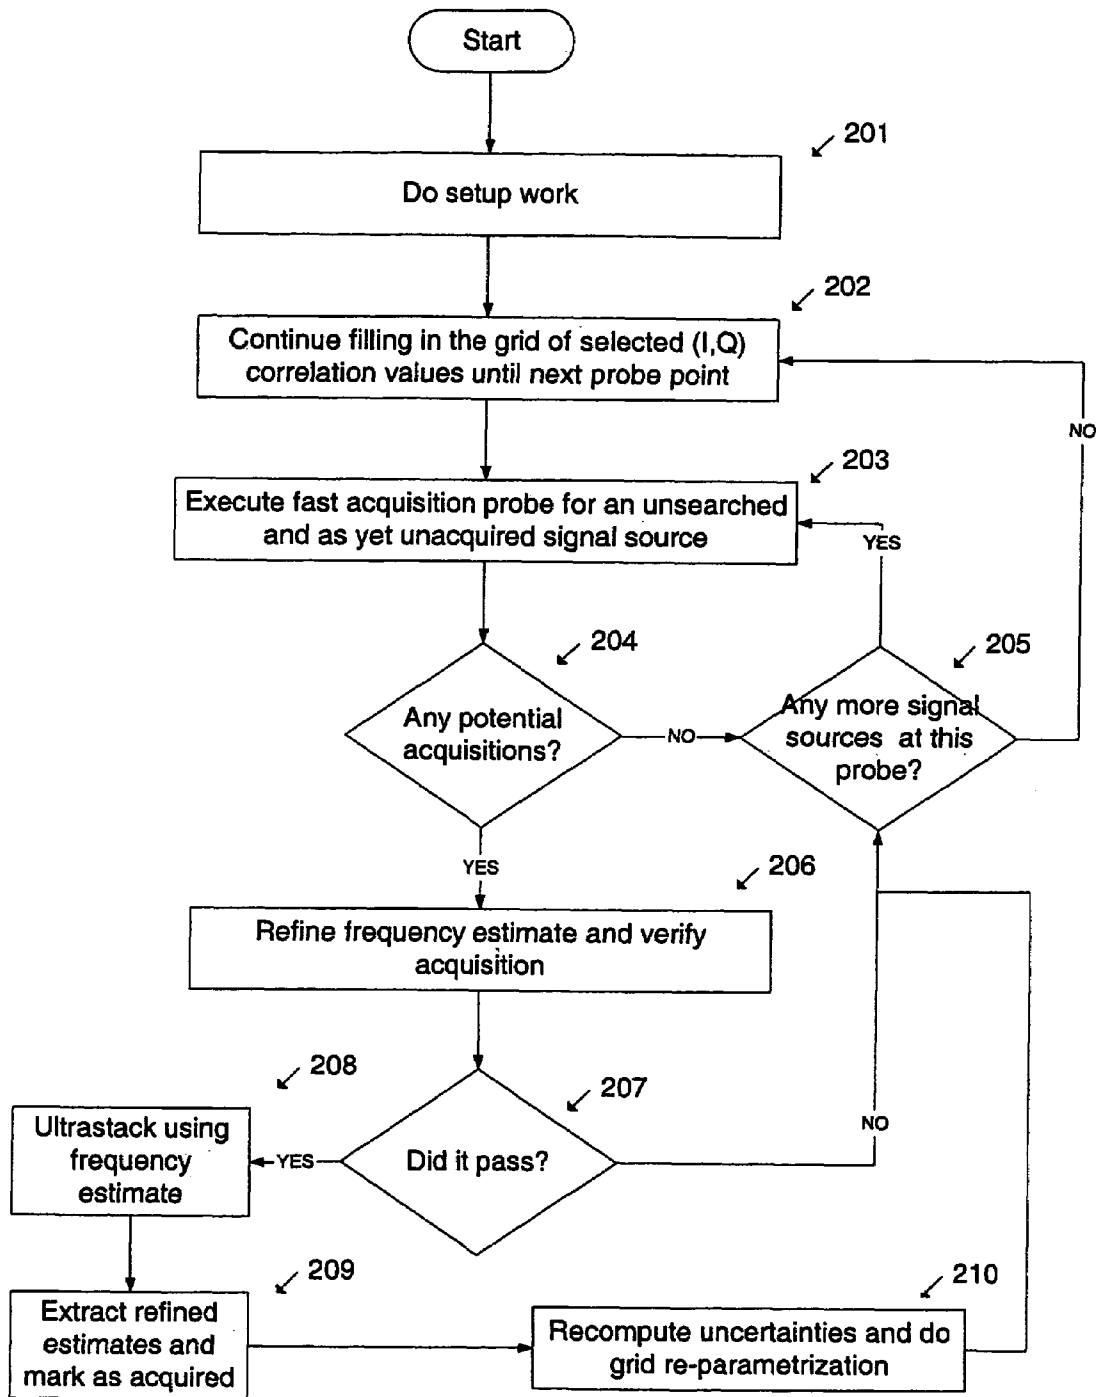 Start
201
Do setup work
202
Continue filling in the grid of selected (I,Q)
correlation values until next probe point
NO
203
Execute fast acquisition probe for an unsearched
and as yet unacquired signal source
YES
204
Any potential
acquisitions?
NO
205
Any more signal
sources at this
probe?
YES
206
Refine frequency estimate and verify
acquisition
207
Did it pass?
NO
YES
208
Ultrastack using
frequency
estimate
209
Extract refined
estimates and
mark as acquired
210
Recompute uncertainties and do
grid re-parametrization